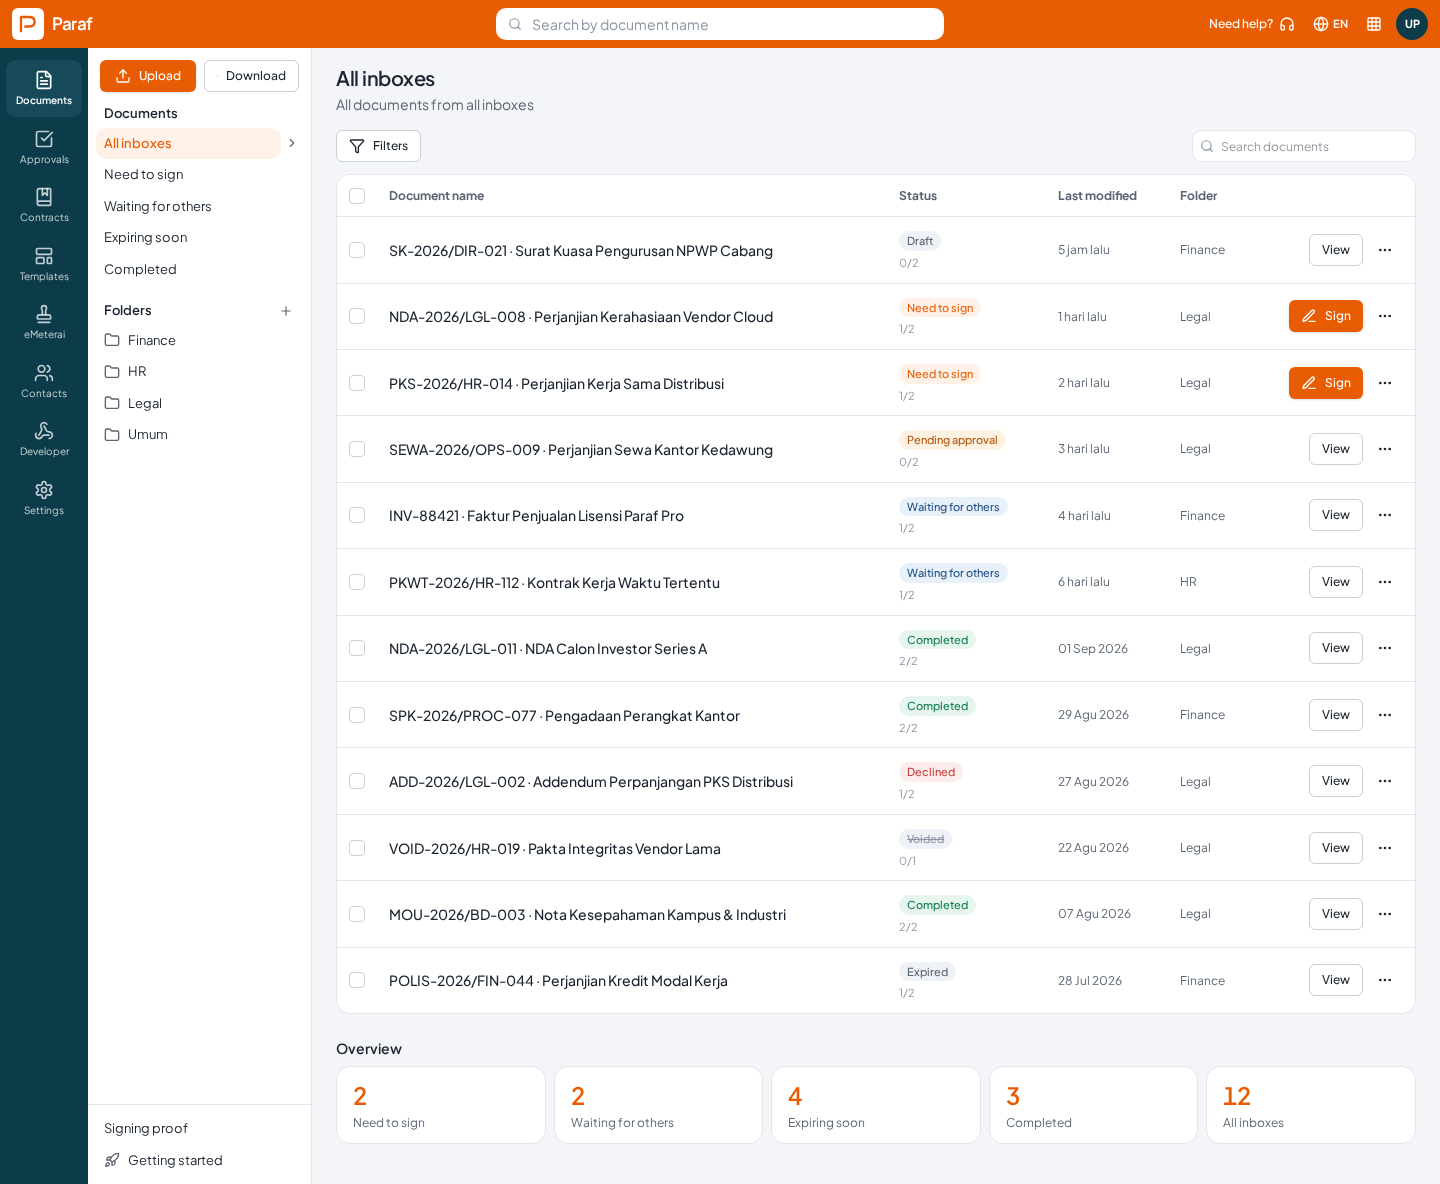 Paraf
Search by document name
Need help?
EN
UP
Documents
Approvals
Contracts
Templates
eMeterai
Contacts
Developer
Settings
Upload
Download
Documents
All inboxes
Need to sign
Waiting for others
Expiring soon
Completed
Folders
Finance
HR
Legal
Umum
Signing proof
Getting started
All inboxes
All documents from all inboxes
Filters
Search documents
Document name Status Last modified Folder
SK-2026/DIR-021 · Surat Kuasa Pengurusan NPWP Cabang Draft 0/2 5 jam lalu Finance View
NDA-2026/LGL-008 · Perjanjian Kerahasiaan Vendor Cloud Need to sign 1/2 1 hari lalu Legal Sign
PKS-2026/HR-014 · Perjanjian Kerja Sama Distribusi Need to sign 1/2 2 hari lalu Legal Sign
SEWA-2026/OPS-009 · Perjanjian Sewa Kantor Kedawung Pending approval 0/2 3 hari lalu Legal View
INV-88421 · Faktur Penjualan Lisensi Paraf Pro Waiting for others 1/2 4 hari lalu Finance View
PKWT-2026/HR-112 · Kontrak Kerja Waktu Tertentu Waiting for others 1/2 6 hari lalu HR View
NDA-2026/LGL-011 · NDA Calon Investor Series A Completed 2/2 01 Sep 2026 Legal View
SPK-2026/PROC-077 · Pengadaan Perangkat Kantor Completed 2/2 29 Agu 2026 Finance View
ADD-2026/LGL-002 · Addendum Perpanjangan PKS Distribusi Declined 1/2 27 Agu 2026 Legal View
VOID-2026/HR-019 · Pakta Integritas Vendor Lama Voided 0/1 22 Agu 2026 Legal View
MOU-2026/BD-003 · Nota Kesepahaman Kampus & Industri Completed 2/2 07 Agu 2026 Legal View
POLIS-2026/FIN-044 · Perjanjian Kredit Modal Kerja Expired 1/2 28 Jul 2026 Finance View
Overview
2
Need to sign
2
Waiting for others
4
Expiring soon
3
Completed
12
All inboxes